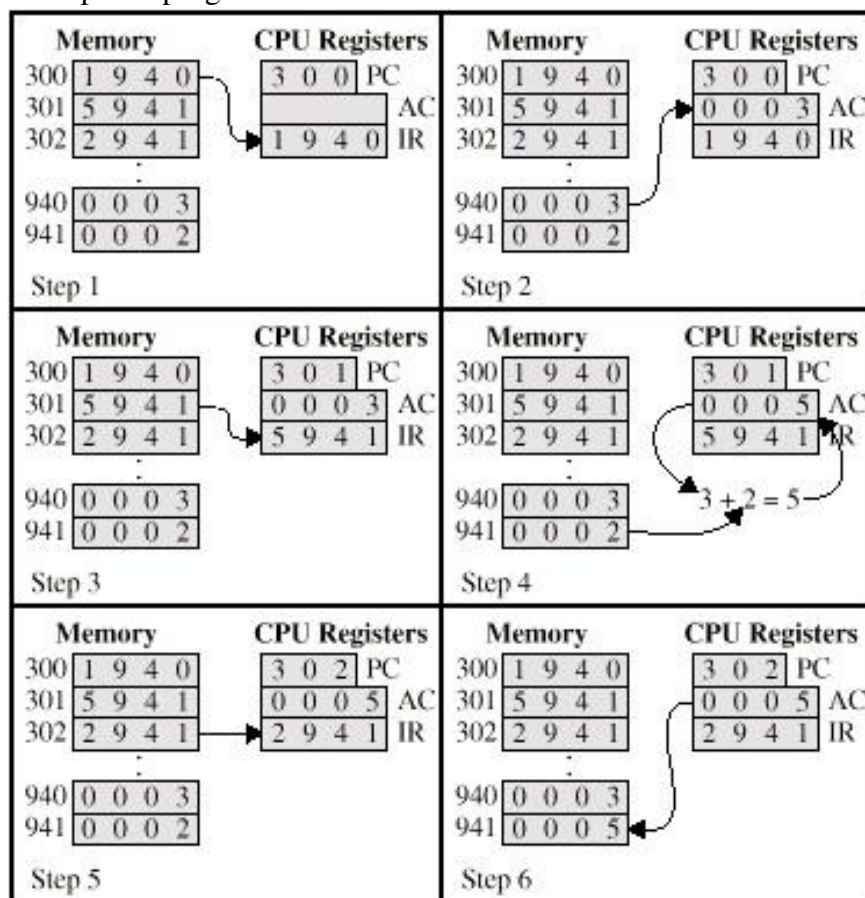 Memory CPU Registers
300 1 9 4 0 3 0 0 PC
301 5 9 4 1 AC
302 2 9 4 1 1 9 4 0 IR
940 0 0 0 3
941 0 0 0 2
Step 1
Memory CPU Registers
300 1 9 4 0 3 0 0 PC
301 5 9 4 1 0 0 0 3 AC
302 2 9 4 1 1 9 4 0 IR
940 0 0 0 3
941 0 0 0 2
Step 2
Memory CPU Registers
300 1 9 4 0 3 0 1 PC
301 5 9 4 1 0 0 0 3 AC
302 2 9 4 1 5 9 4 1 IR
940 0 0 0 3
941 0 0 0 2
Step 3
Memory CPU Registers
300 1 9 4 0 3 0 1 PC
301 5 9 4 1 0 0 0 5 AC
302 2 9 4 1 5 9 4 1 IR
940 0 0 0 3 3 + 2 = 5
941 0 0 0 2
Step 4
Memory CPU Registers
300 1 9 4 0 3 0 2 PC
301 5 9 4 1 0 0 0 5 AC
302 2 9 4 1 2 9 4 1 IR
940 0 0 0 3
941 0 0 0 2
Step 5
Memory CPU Registers
300 1 9 4 0 3 0 2 PC
301 5 9 4 1 0 0 0 5 AC
302 2 9 4 1 2 9 4 1 IR
940 0 0 0 3
941 0 0 0 5
Step 6